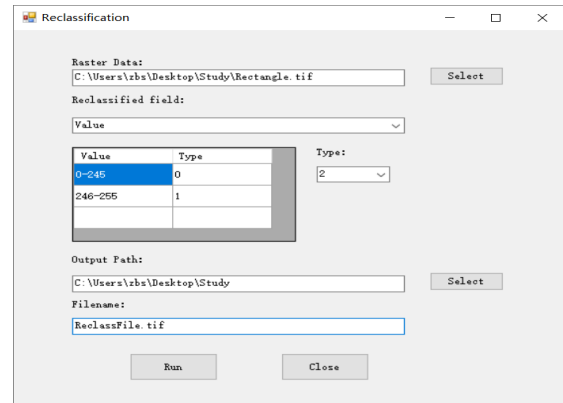 Reclassification
Raster Data:
C:\Users\zbs\Desktop\Study\Rectangle.tif
Select
Reclassified field:
Value
Value Type
0-245 0
246-255 1
Type:
2
Output Path:
C:\Users\zbs\Desktop\Study
Select
Filename:
ReclassFile.tif
Run Close